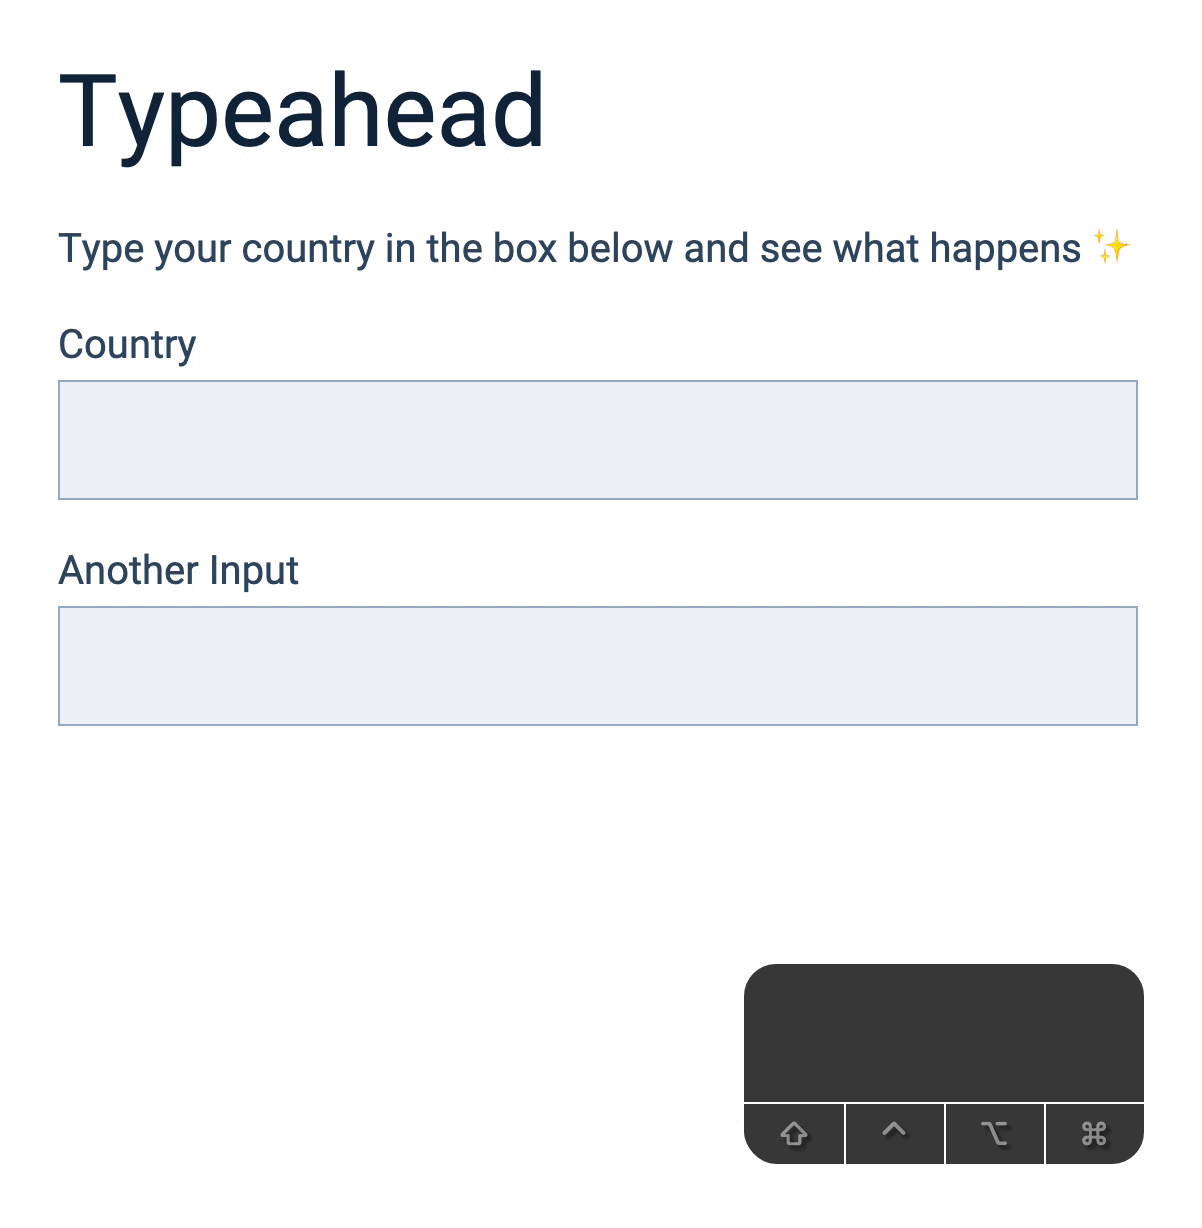 Typeahead
Type your country in the box below and see what happens ✨
Country
Another Input
⇧ ⌃ ⌥ ⌘